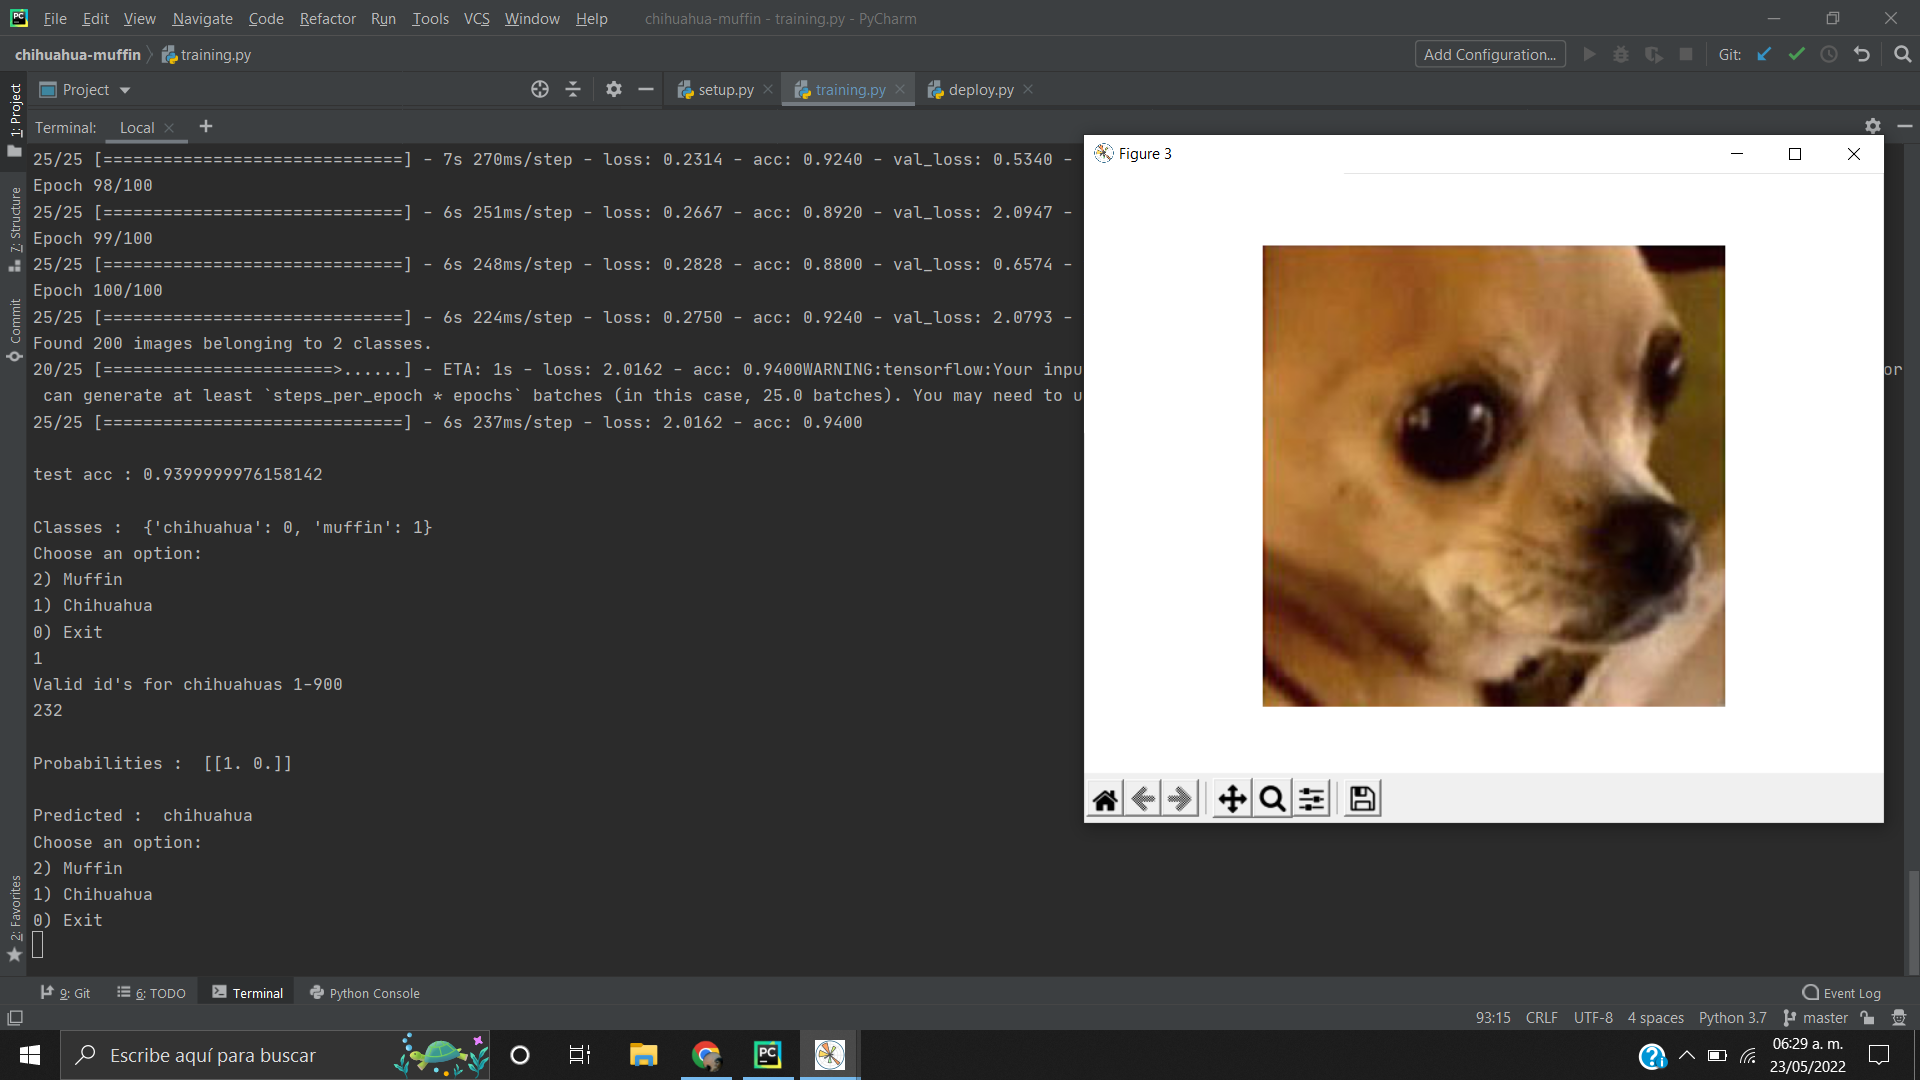 File Edit View Navigate Code Refactor Run Tools VCS Window Help chihuahua-muffin - training.py - PyCharm
chihuahua-muffin training.py Add Configuration... Git:
Project setup.py training.py deploy.py
Terminal: Local
1: Project
7: Structure
Commit
2: Favorites
25/25 [==============================] - 7s 270ms/step - loss: 0.2314 - acc: 0.9240 - val_loss: 0.5340 -
Epoch 98/100
25/25 [==============================] - 6s 251ms/step - loss: 0.2667 - acc: 0.8920 - val_loss: 2.0947 -
Epoch 99/100
25/25 [==============================] - 6s 248ms/step - loss: 0.2828 - acc: 0.8800 - val_loss: 0.6574 -
Epoch 100/100
25/25 [==============================] - 6s 224ms/step - loss: 0.2750 - acc: 0.9240 - val_loss: 2.0793 -
Found 200 images belonging to 2 classes.
20/25 [=======================>......] - ETA: 1s - loss: 2.0162 - acc: 0.9400WARNING:tensorflow:Your inpu or
can generate at least `steps_per_epoch * epochs` batches (in this case, 25.0 batches). You may need to u
25/25 [==============================] - 6s 237ms/step - loss: 2.0162 - acc: 0.9400
test acc : 0.9399999976158142
Classes :  {'chihuahua': 0, 'muffin': 1}
Choose an option:
2) Muffin
1) Chihuahua
0) Exit
1
Valid id's for chihuahuas 1-900
232
Probabilities :  [[1. 0.]]
Predicted :  chihuahua
Choose an option:
2) Muffin
1) Chihuahua
0) Exit
Figure 3
9: Git 6: TODO Terminal Python Console Event Log
93:15 CRLF UTF-8 4 spaces Python 3.7 master
Escribe aquí para buscar
06:29 a. m.
23/05/2022